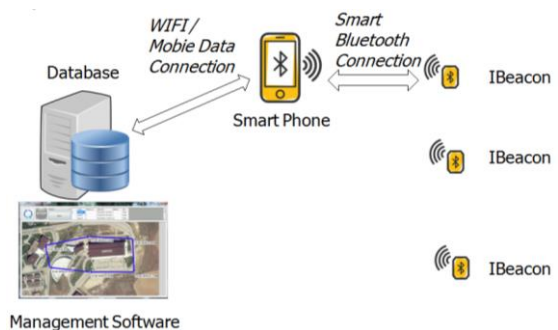 WIFI /
Mobie Data
Connection
Smart
Bluetooth
Connection
Database
Smart Phone
IBeacon
IBeacon
IBeacon
Management Software